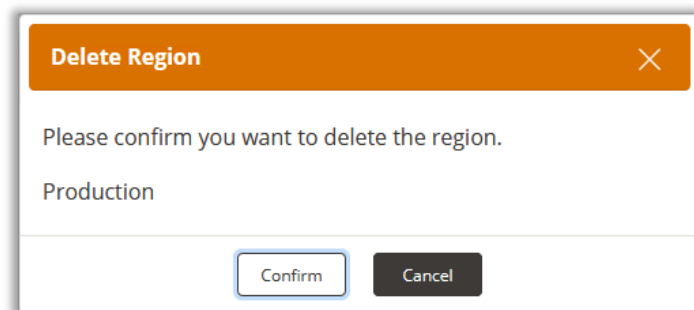 Delete Region
Please confirm you want to delete the region.
Production
Confirm
Cancel